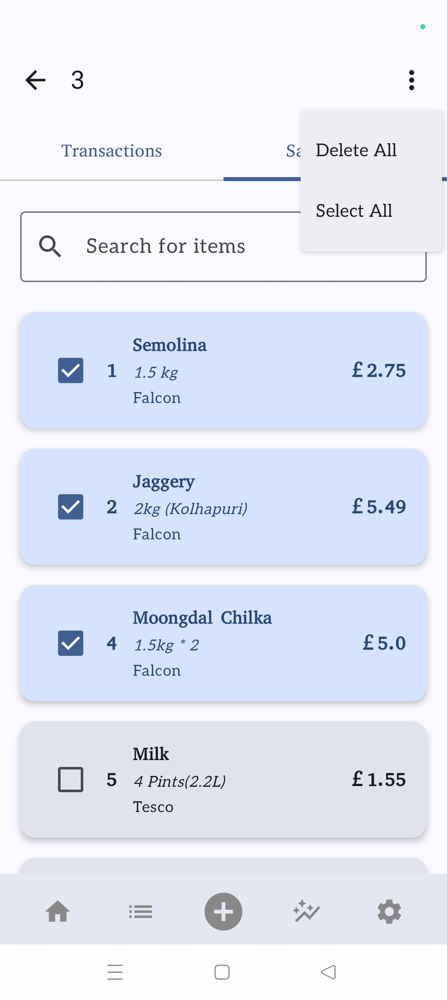 3
Transactions
Sa
Delete All
Select All
Search for items
Semolina
1 1.5 kg £ 2.75
Falcon
Jaggery
2 2kg (Kolhapuri) £ 5.49
Falcon
Moongdal Chilka
4 1.5kg * 2 £ 5.0
Falcon
Milk
5 4 Pints(2.2L) £ 1.55
Tesco